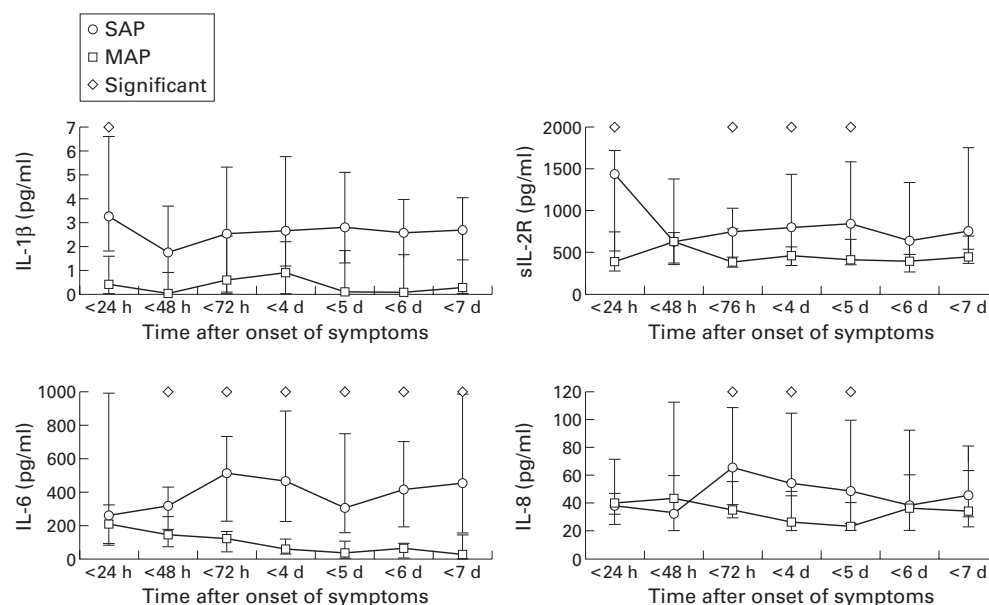 SAP
MAP
Significant
IL-1β (pg/ml)
7
6
5
4
3
2
1
0
<24 h <48 h <72 h <4 d <5 d <6 d <7 d
Time after onset of symptoms
sIL-2R (pg/ml)
2000
1500
1000
500
0
<24 h <48 h <76 h <4 d <5 d <6 d <7 d
Time after onset of symptoms
IL-6 (pg/ml)
1000
800
600
400
200
0
<24 h <48 h <72 h <4 d <5 d <6 d <7 d
Time after onset of symptoms
IL-8 (pg/ml)
120
100
80
60
40
20
0
<24 h <48 h <72 h <4 d <5 d <6 d <7 d
Time after onset of symptoms